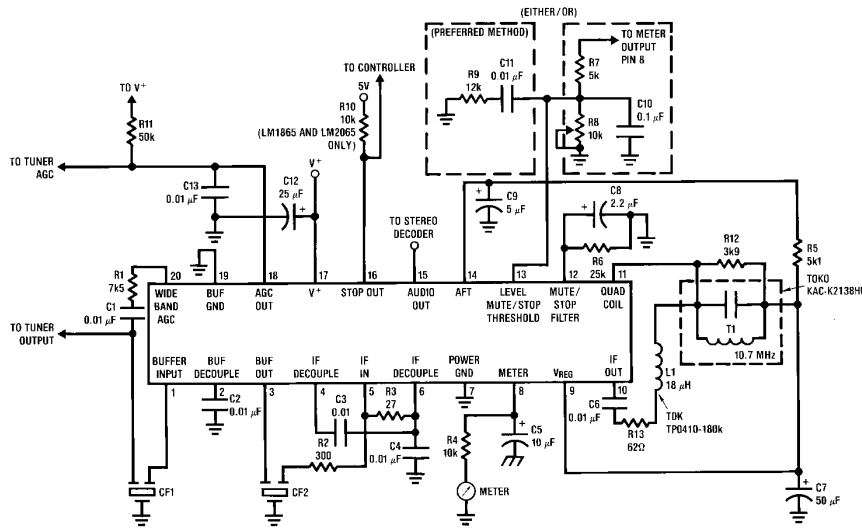 (EITHER/OR)
(PREFERRED METHOD)
TO METER
OUTPUT
PIN 8
C11
0.01 µF
R9
12k
R7
5k
R8
10k
C10
0.1 µF
TO V+
R11
50k
TO CONTROLLER
5V
R10
10k
(LM1865 AND LM2065
ONLY)
TO TUNER
AGC
C13
0.01 µF
C12
25 µF
+
V+
TO STEREO
DECODER
+
C9
5 µF
C8
2.2 µF
+
R6
25k
R12
3k9
R5
5k1
TOKO
KAC-K2138HU
T1
10.7 MHz
R1
7k5
C1
0.01 µF
TO TUNER
OUTPUT
20
19
18
17
16
15
14
13
12
11
WIDE
BAND
AGC
BUF
GND
AGC
OUT
V+
STOP OUT
AUDIO
OUT
AFT
LEVEL
MUTE/STOP
THRESHOLD
MUTE/
STOP
FILTER
QUAD
COIL
BUFFER
INPUT
BUF
DECOUPLE
BUF
OUT
IF
DECOUPLE
IF
IN
IF
DECOUPLE
POWER
GND
METER
VREG
IF
OUT
1
2
3
4
5
6
7
8
9
10
C2
0.01 µF
C3
0.01
R3
27
R2
300
C4
0.01 µF
R4
10k
+
C5
10 µF
METER
C6
0.01 µF
R13
62Ω
L1
18 µH
TDK
TP0410-180k
CF1
CF2
+
C7
50 µF